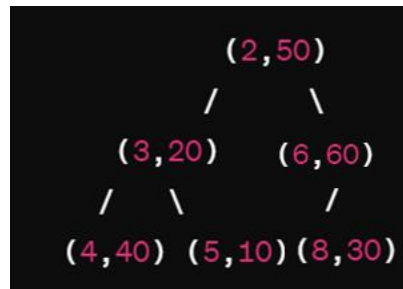 (2,50)
/ \
(3,20) (6,60)
/ \ /
(4,40) (5,10) (8,30)